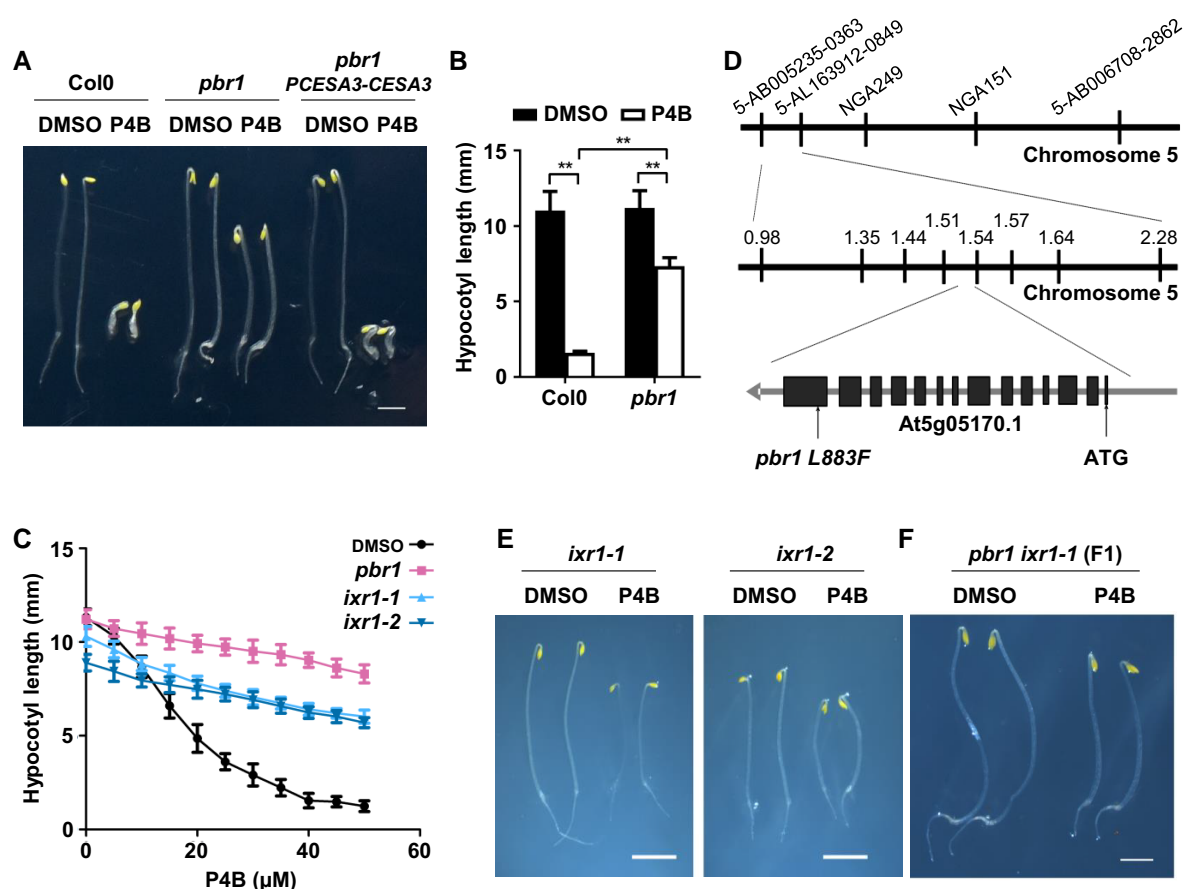 A
Col0
pbr1
pbr1
PCESA3-CESA3
DMSO P4B
DMSO P4B
DMSO P4B
B
DMSO P4B
**
**
**
Hypocotyl length (mm)
15
10
5
0
Col0
pbr1
D
5-AB005235-0363
5-AL163912-0849
NGA249
NGA151
5-AB006708-2862
Chromosome 5
0.98
1.35
1.44
1.51
1.54
1.57
1.64
2.28
Chromosome 5
At5g05170.1
pbr1 L883F
ATG
C
DMSO
pbr1
ixr1-1
ixr1-2
Hypocotyl length (mm)
15
10
5
0
0 20 40 60
P4B (μM)
E
ixr1-1
DMSO P4B
ixr1-2
DMSO P4B
F
pbr1 ixr1-1 (F1)
DMSO P4B